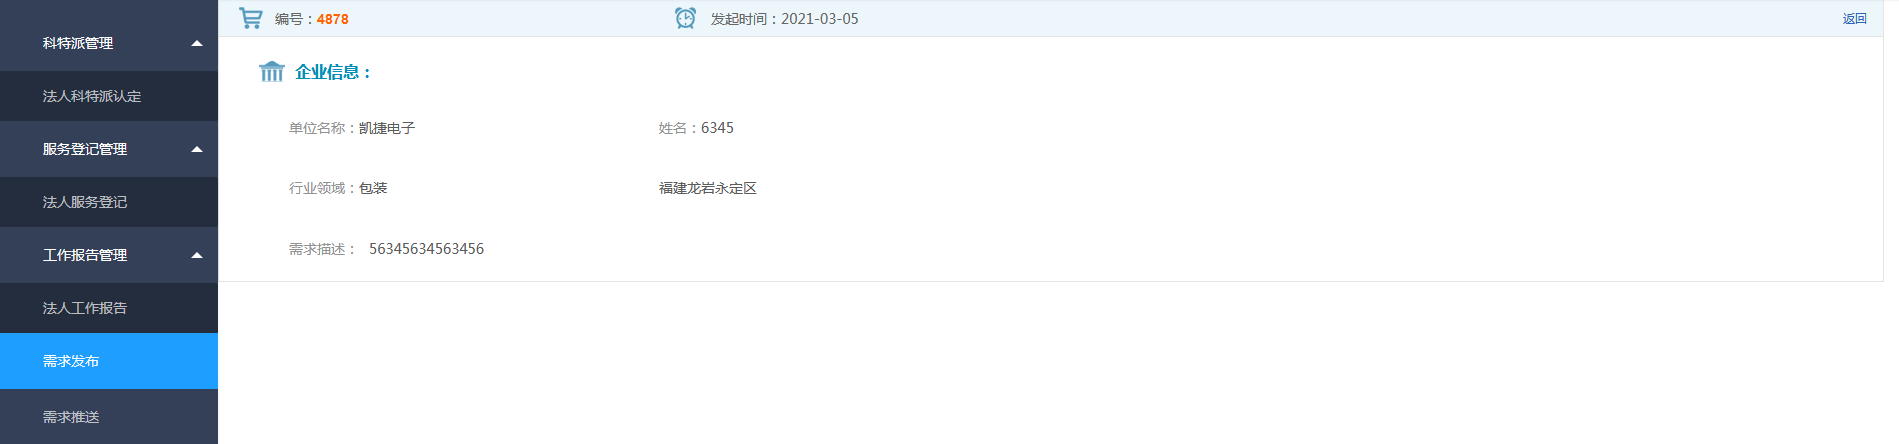 科特派管理
法人科特派认定
服务登记管理
法人服务登记
工作报告管理
法人工作报告
需求发布
需求推送
编号：4878
发起时间：2021-03-05
返回
企业信息：
单位名称：凯捷电子
姓名：6345
行业领域：包装
福建龙岩永定区
需求描述： 56345634563456